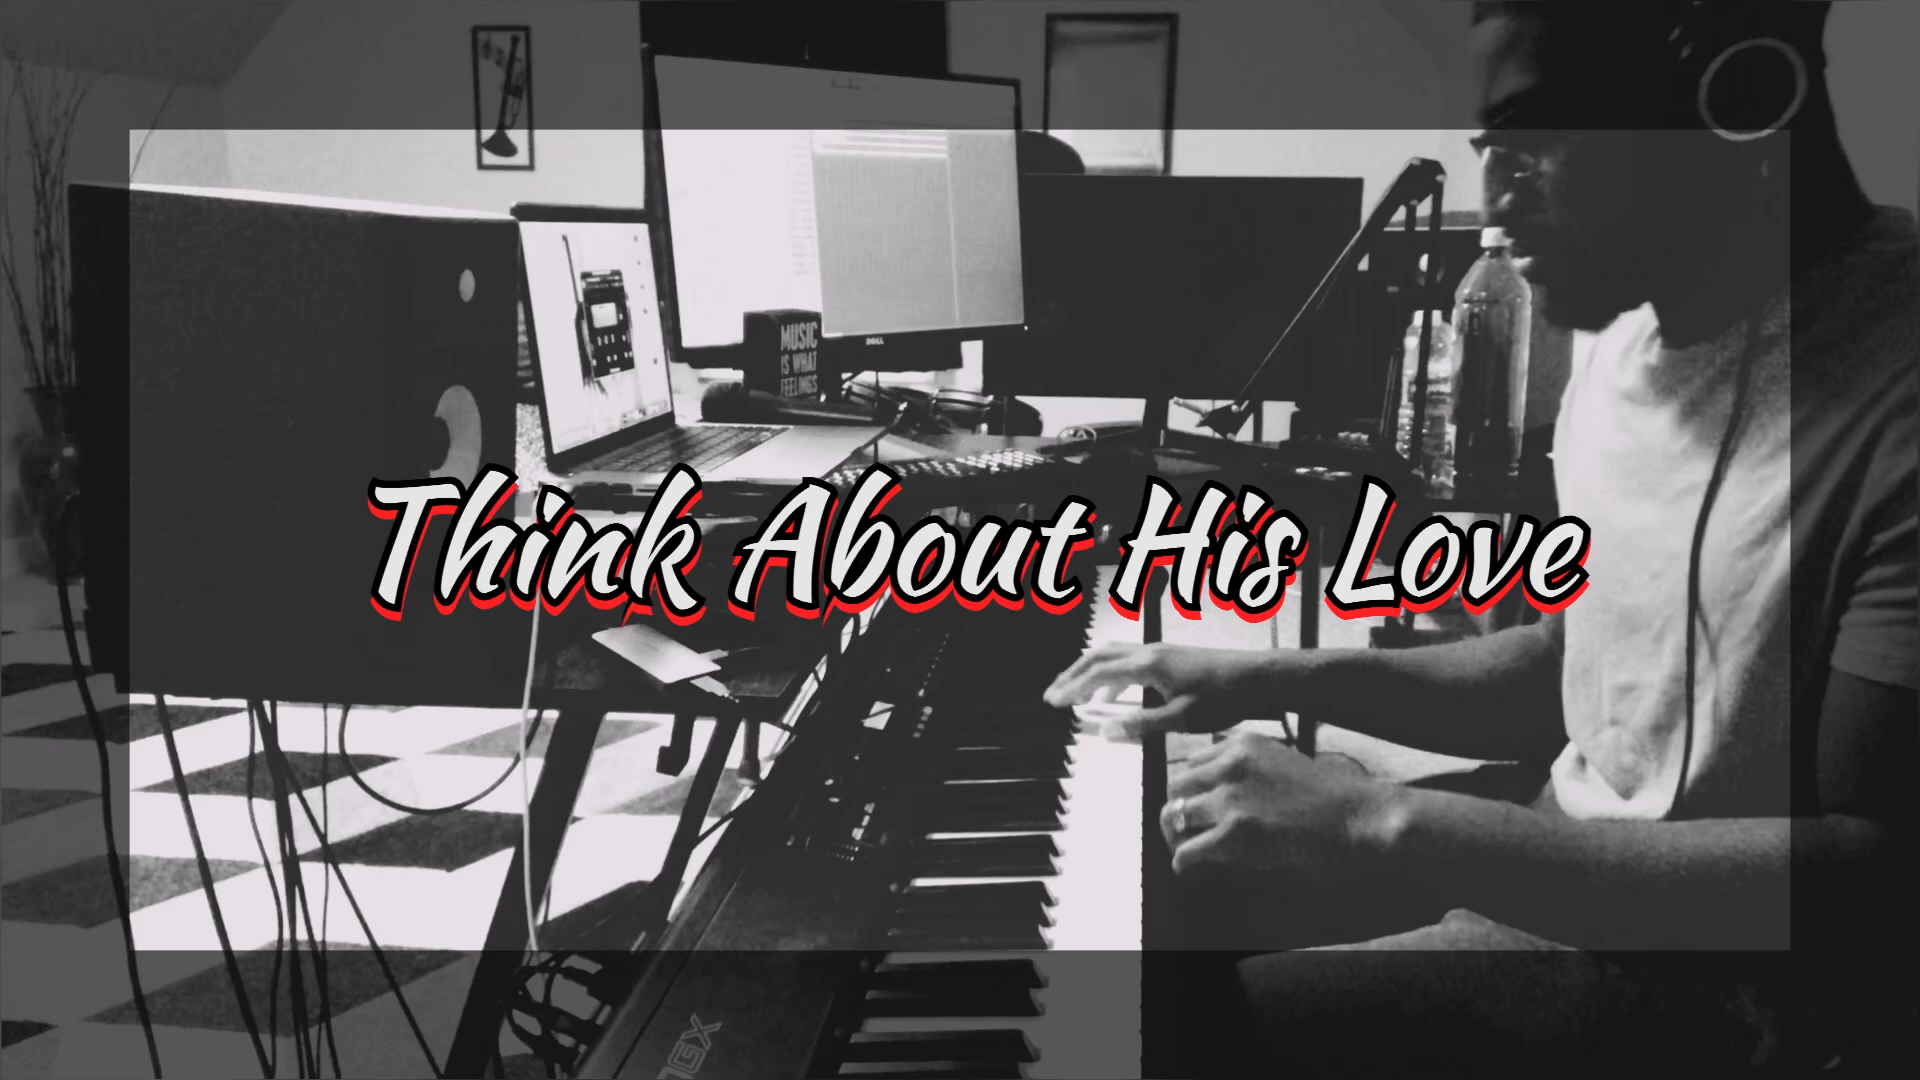 MUSIC
IS WHAT
FEELINGS
DELL
Think About His Love